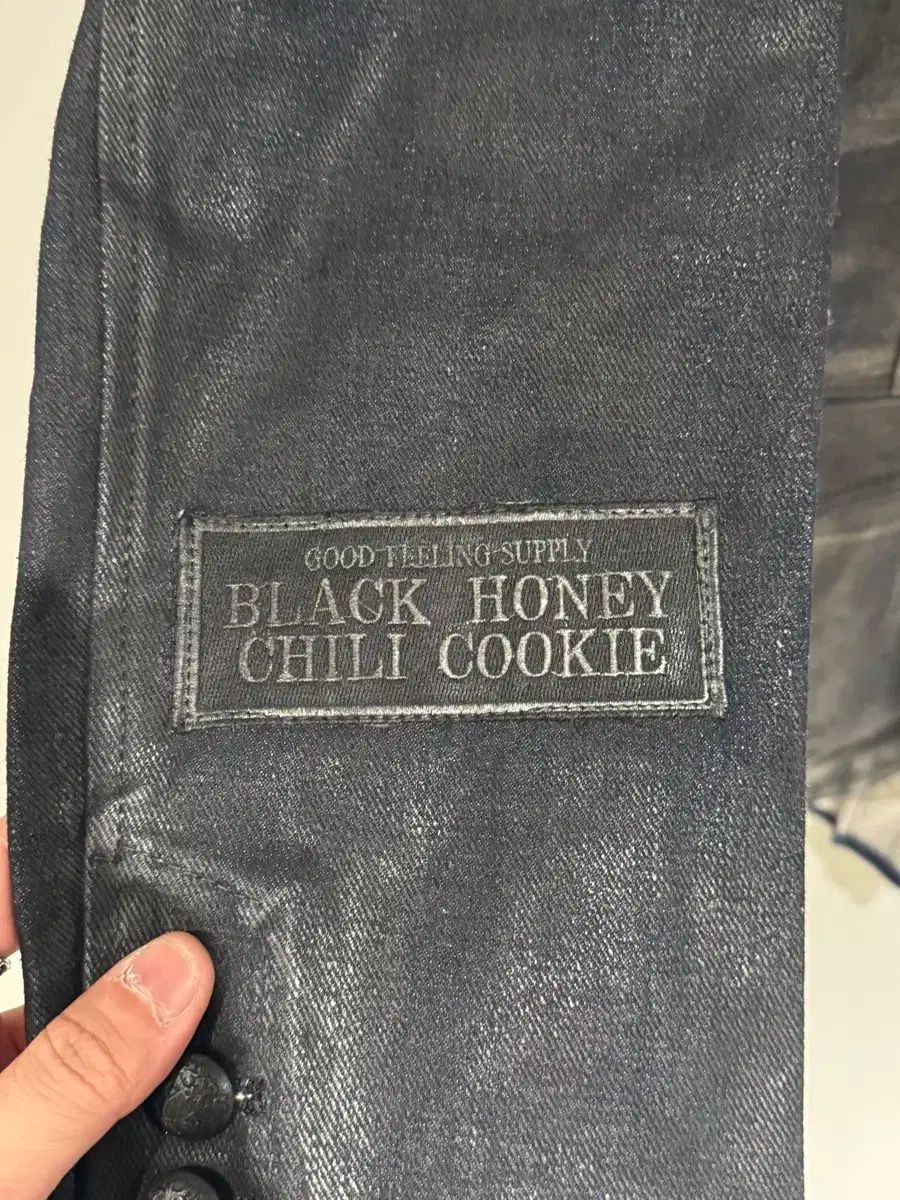 GOOD FEELING SUPPLY
BLACK HONEY
CHILI COOKIE